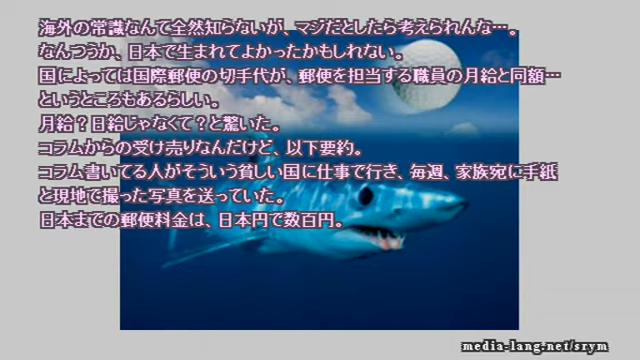 海外の常識なんて全然知らないが、マジだとしたら考えられんな…。
なんつうか、日本で生まれてよかったかもしれない。
国によっては国際郵便の切手代が、郵便を担当する職員の月給と同額…
というところもあるらしい。
月給？日給じゃなくて？と驚いた。
コラムからの受け売りなんだけど、以下要約。
コラム書いてる人がそういう貧しい国に仕事で行き、毎週、家族宛に手紙
と現地で撮った写真を送っていた。
日本までの郵便料金は、日本円で数百円。
media-lang-net/srym